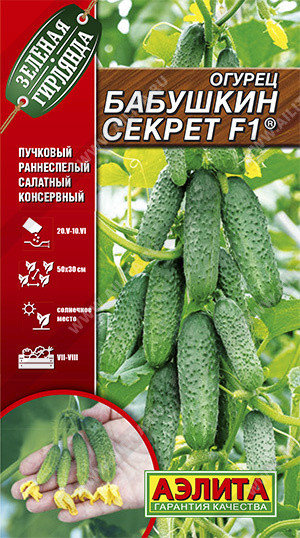 ЗЕЛЕНАЯ
ГИРЛЯНДА
ОГУРЕЦ
БАБУШКИН
СЕКРЕТ F1®
ПУЧКОВЫЙ
РАННЕСПЕЛЫЙ
САЛАТНЫЙ
КОНСЕРВНЫЙ
20.V-10.VI
50х30 см
солнечное
место
VII-VIII
АЭЛИТА
ГАРАНТИЯ КАЧЕСТВА